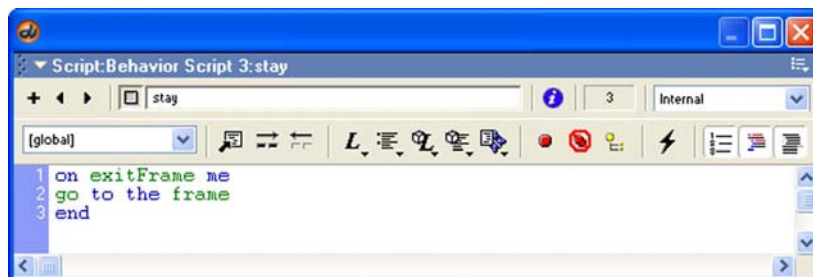 Script:Behavior Script 3:stay
stay 3 Internal
[global]
1 on exitFrame me
2 go to the frame
3 end